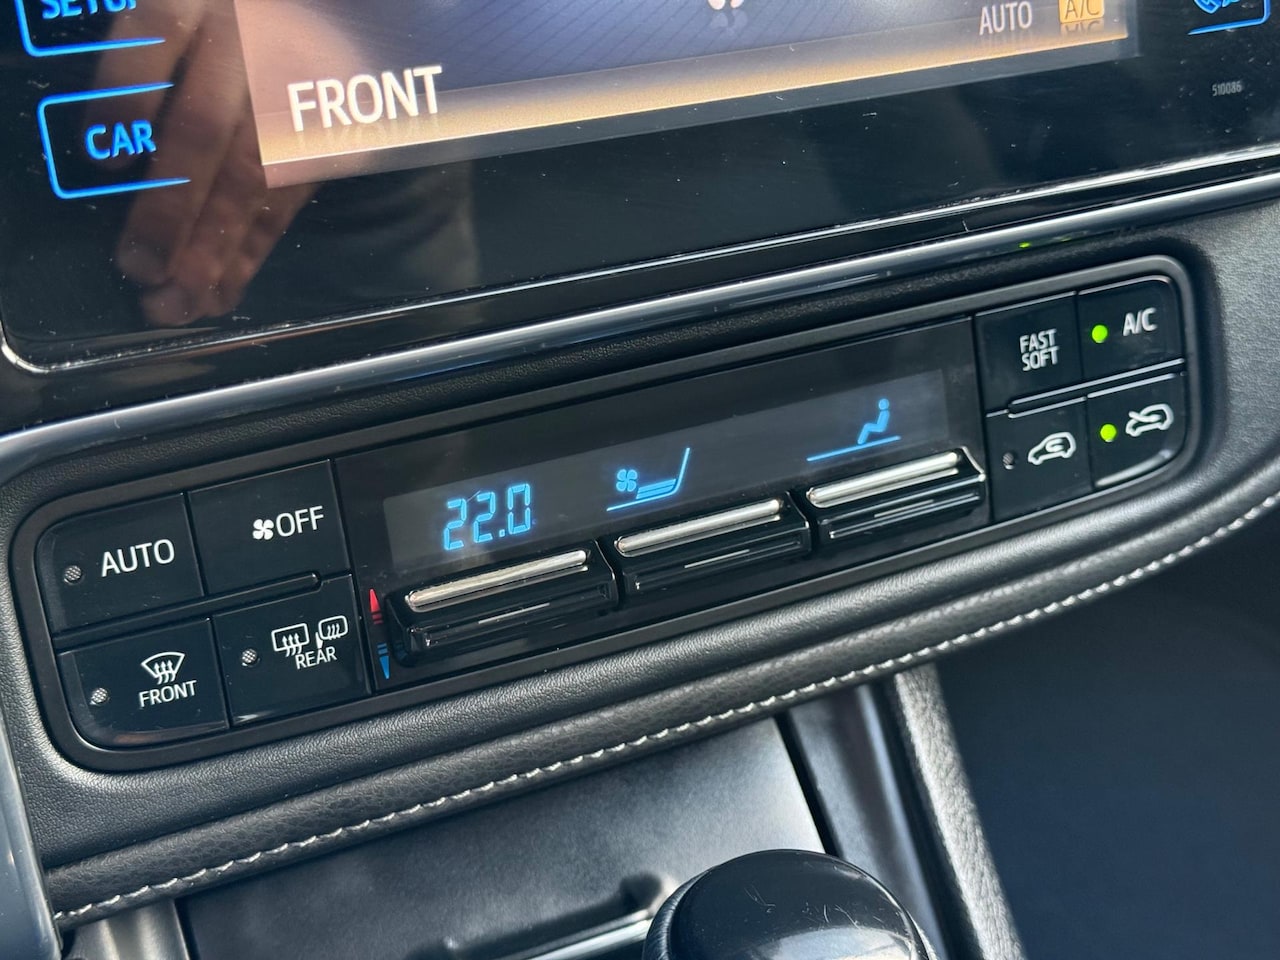 SETUP
AUTO A/C
FRONT
CAR
510086
FAST
SOFT
A/C
22.0
AUTO
OFF
FRONT
REAR